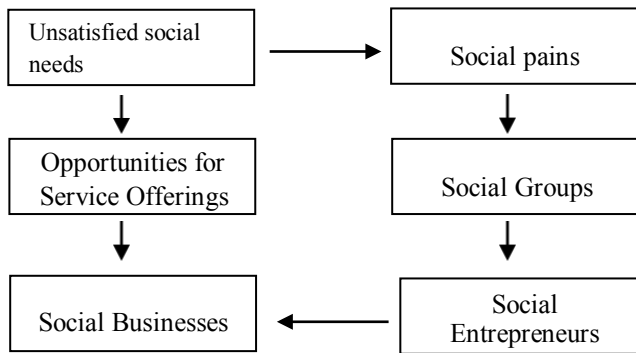 Unsatisfied social
needs
Social pains
Opportunities for
Service Offerings
Social Groups
Social Businesses
Social
Entrepreneurs